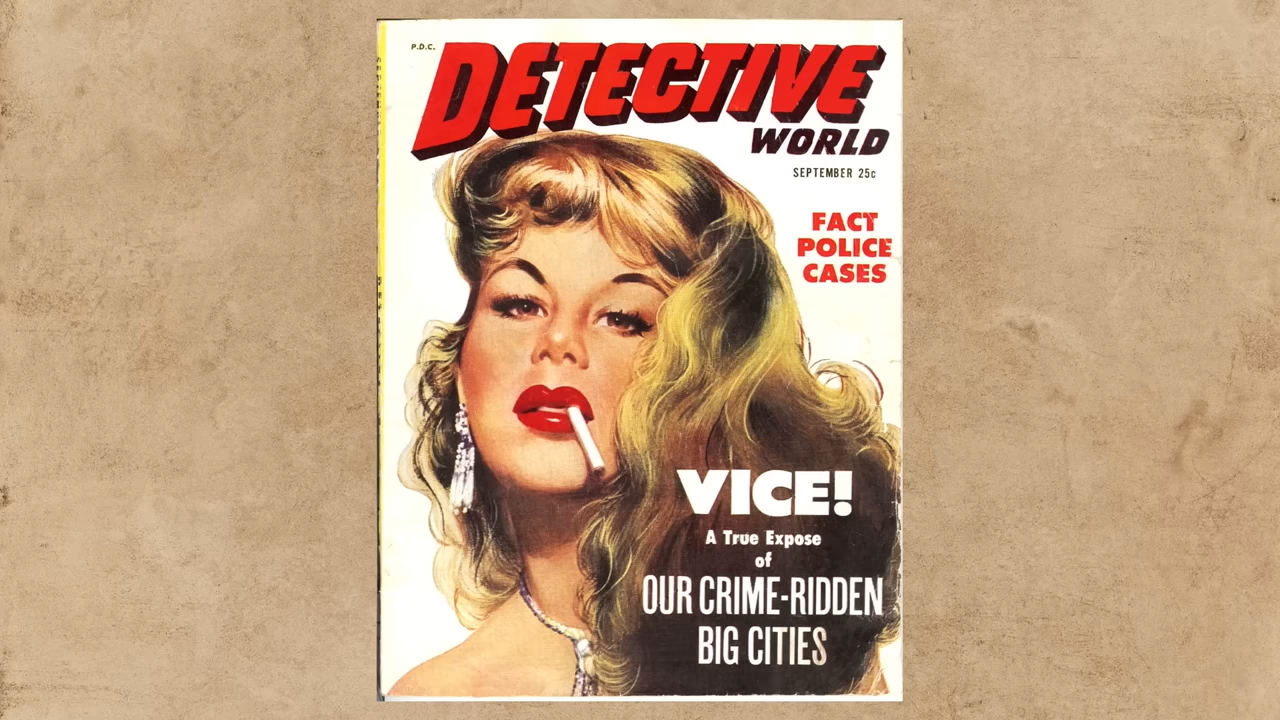 P.D.C.
DETECTIVE
WORLD
SEPTEMBER 25c
FACT
POLICE
CASES
VICE!
A True Expose
of
OUR CRIME-RIDDEN
BIG CITIES